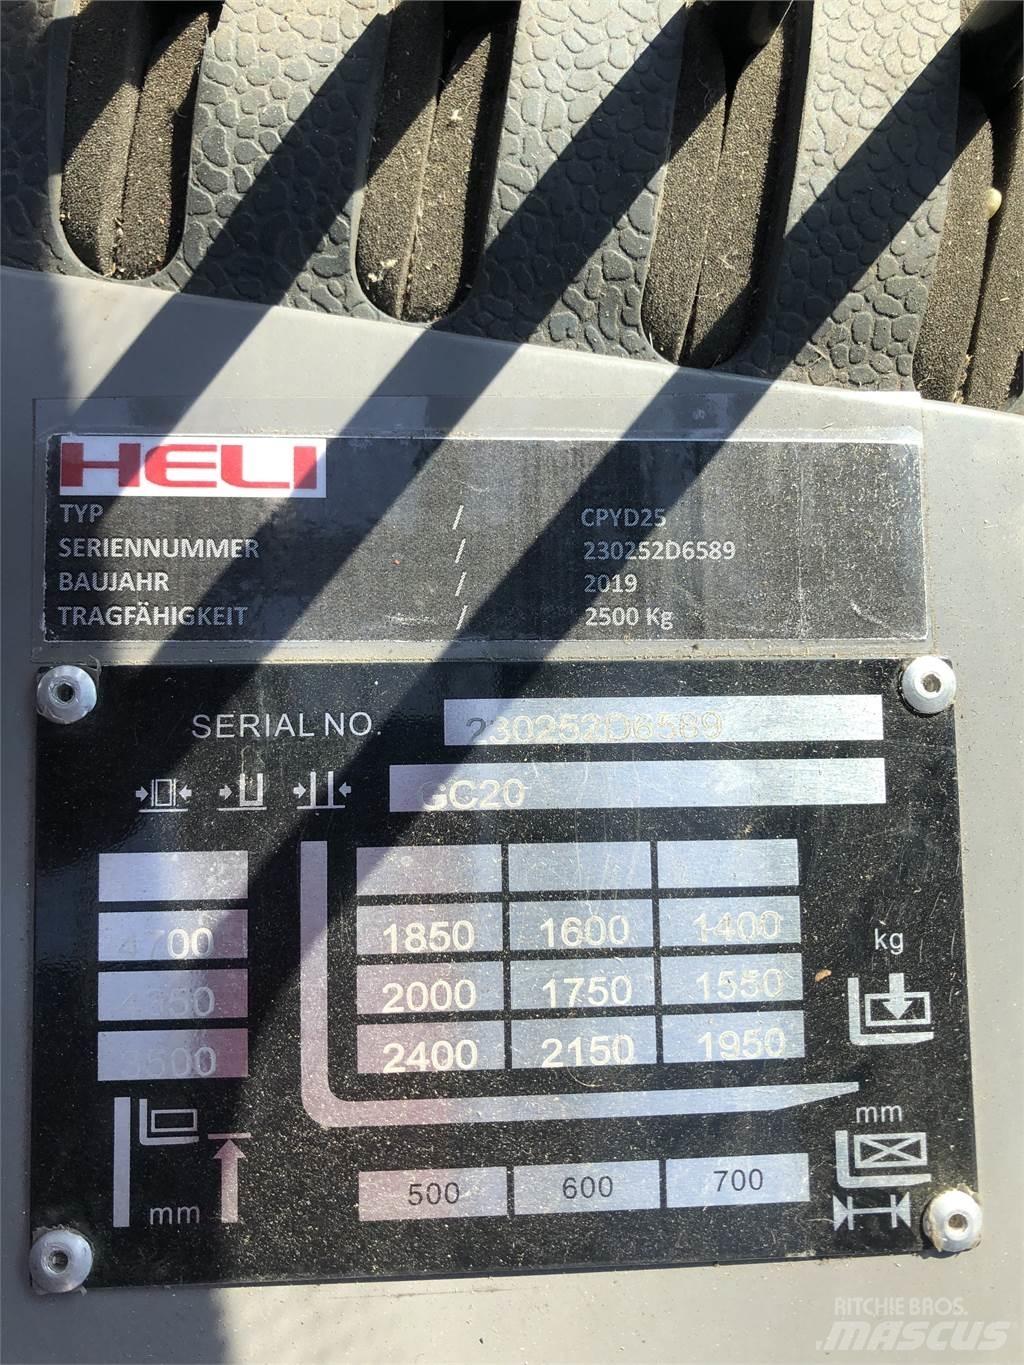 HELI
TYP / CPYD25
SERIENNUMMER / 230252D6589
BAUJAHR / 2019
TRAGFÄHIGKEIT / 2500 Kg
SERIAL NO. 230252D6589
GC20
4700 1850 1600 1400
4350 2000 1750 1550
3500 2400 2150 1950
kg
mm
mm
500 600 700
RITCHIE BROS.
MASCUS